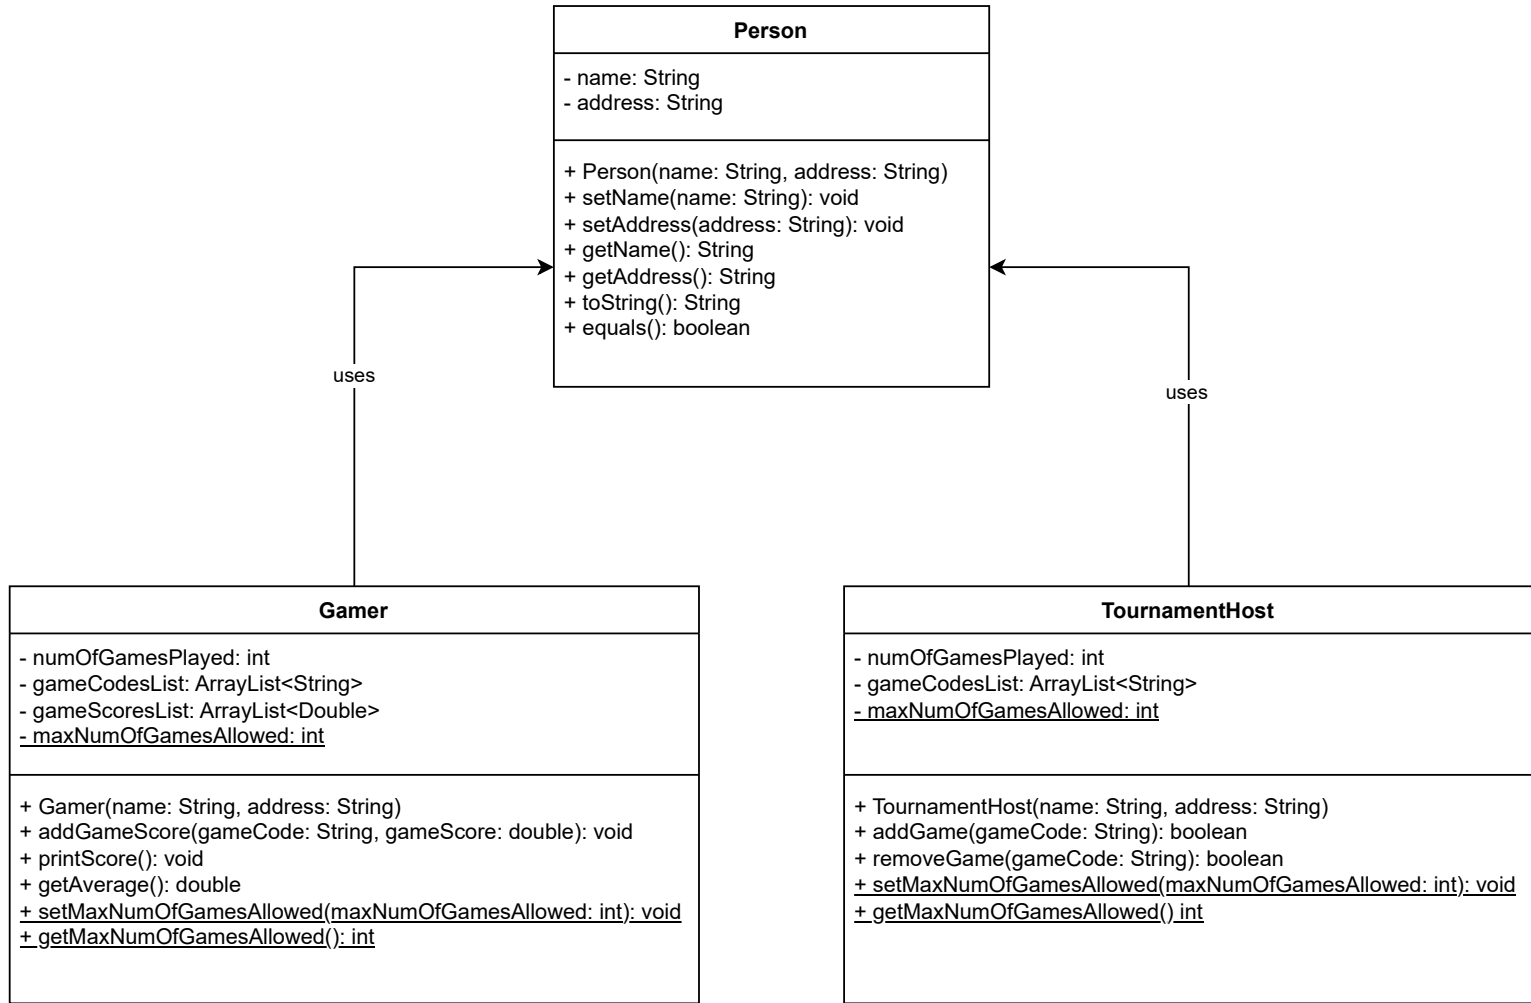 Person
- name: String
- address: String
+ Person(name: String, address: String)
+ setName(name: String): void
+ setAddress(address: String): void
+ getName(): String
+ getAddress(): String
+ toString(): String
+ equals(): boolean
uses
uses
Gamer
- numOfGamesPlayed: int
- gameCodesList: ArrayList<String>
- gameScoresList: ArrayList<Double>
- maxNumOfGamesAllowed: int
+ Gamer(name: String, address: String)
+ addGameScore(gameCode: String, gameScore: double): void
+ printScore(): void
+ getAverage(): double
+ setMaxNumOfGamesAllowed(maxNumOfGamesAllowed: int): void
+ getMaxNumOfGamesAllowed(): int
TournamentHost
- numOfGamesPlayed: int
- gameCodesList: ArrayList<String>
- maxNumOfGamesAllowed: int
+ TournamentHost(name: String, address: String)
+ addGame(gameCode: String): boolean
+ removeGame(gameCode: String): boolean
+ setMaxNumOfGamesAllowed(maxNumOfGamesAllowed: int): void
+ getMaxNumOfGamesAllowed() int